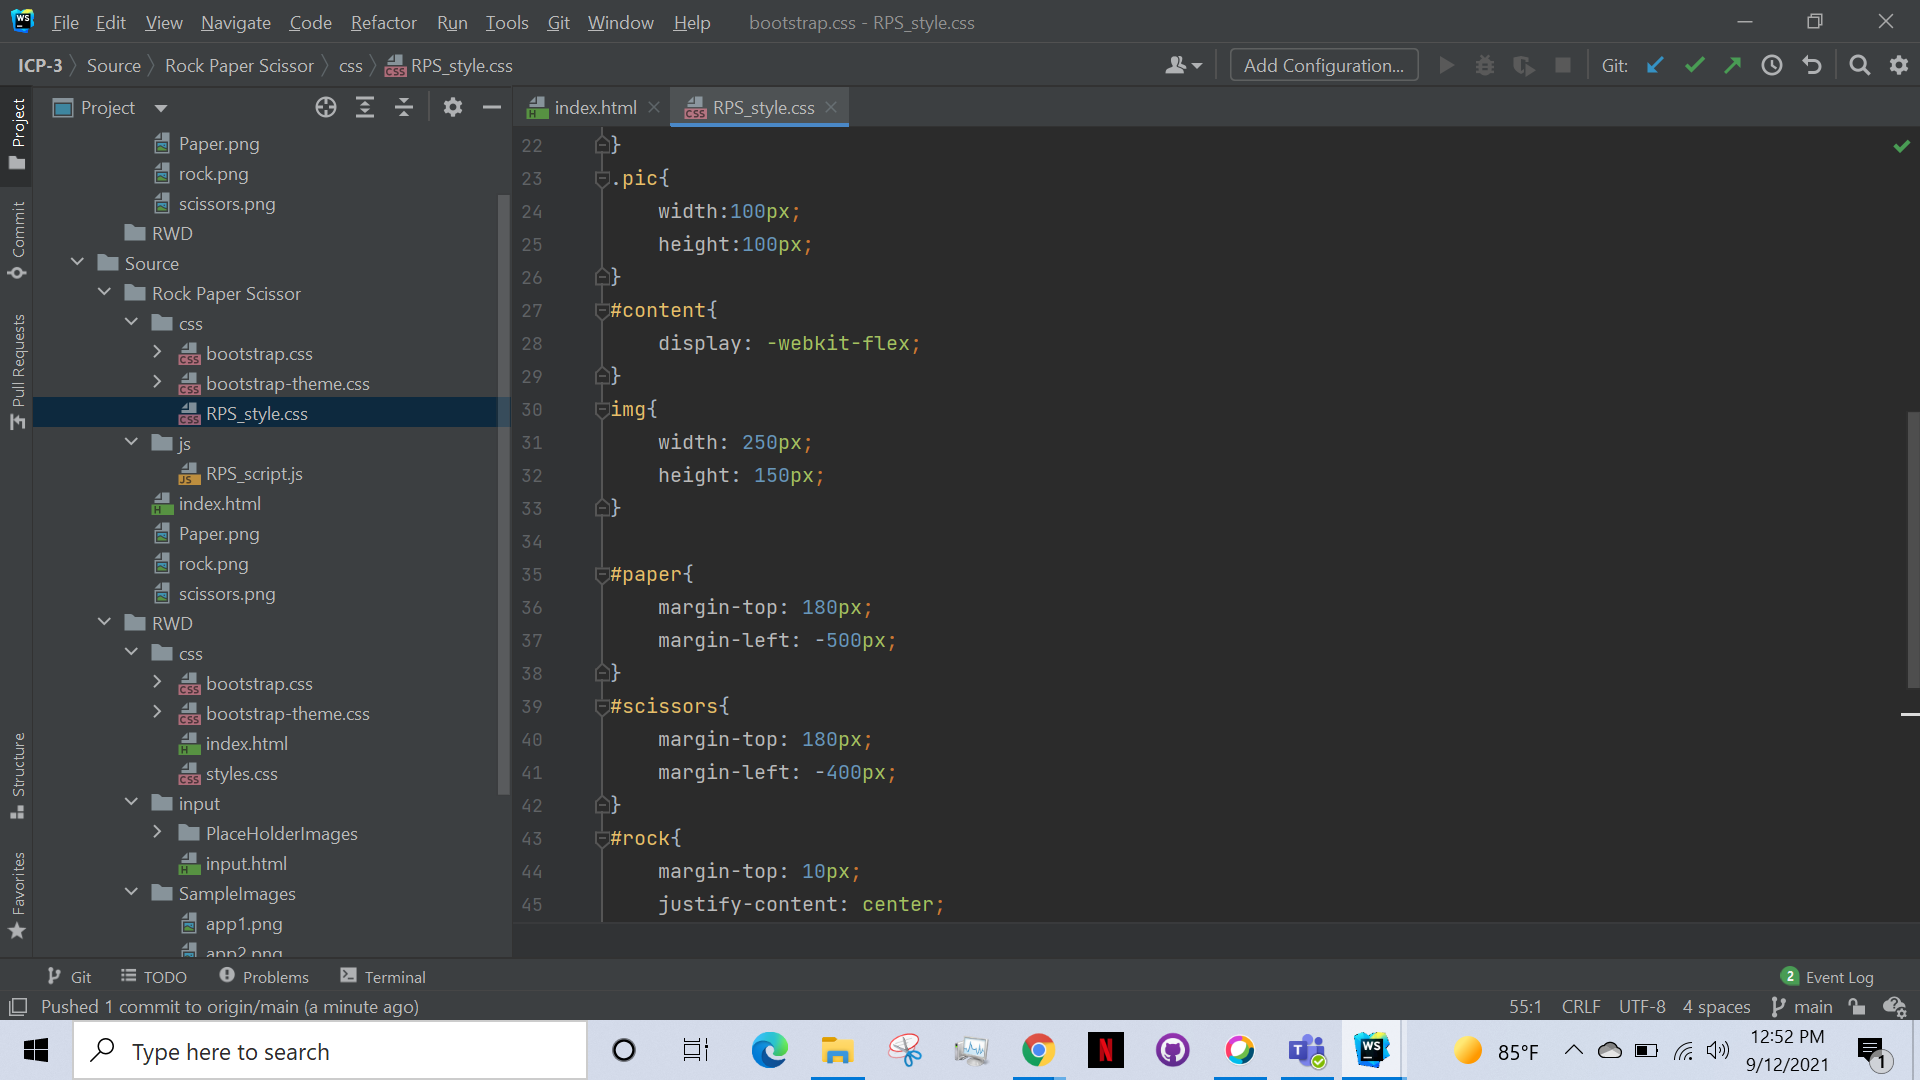 WS File Edit View Navigate Code Refactor Run Tools Git Window Help bootstrap.css - RPS_style.css
ICP-3 Source Rock Paper Scissor css RPS_style.css Add Configuration... Git:
Project
Commit
Pull Requests
Structure
Favorites
Project
Paper.png
rock.png
scissors.png
RWD
Source
Rock Paper Scissor
css
bootstrap.css
bootstrap-theme.css
RPS_style.css
js
RPS_script.js
index.html
Paper.png
rock.png
scissors.png
RWD
css
bootstrap.css
bootstrap-theme.css
index.html
styles.css
input
PlaceHolderImages
input.html
SampleImages
app1.png
app2.png
index.html RPS_style.css
22 }
23 .pic{
24 width:100px;
25 height:100px;
26 }
27 #content{
28 display: -webkit-flex;
29 }
30 img{
31 width: 250px;
32 height: 150px;
33 }
34
35 #paper{
36 margin-top: 180px;
37 margin-left: -500px;
38 }
39 #scissors{
40 margin-top: 180px;
41 margin-left: -400px;
42 }
43 #rock{
44 margin-top: 10px;
45 justify-content: center;
Git TODO Problems Terminal 2 Event Log
Pushed 1 commit to origin/main (a minute ago) 55:1 CRLF UTF-8 4 spaces main
Type here to search N T WS 85°F 12:52 PM
9/12/2021 1